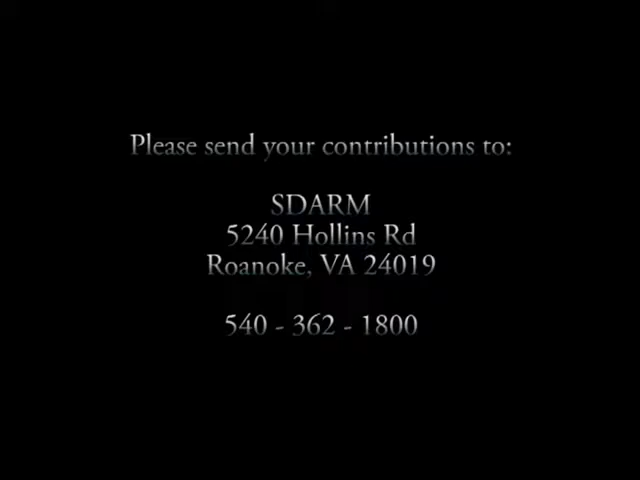 Please send your contributions to:
SDARM
5240 Hollins Rd
Roanoke, VA 24019
540 - 362 - 1800